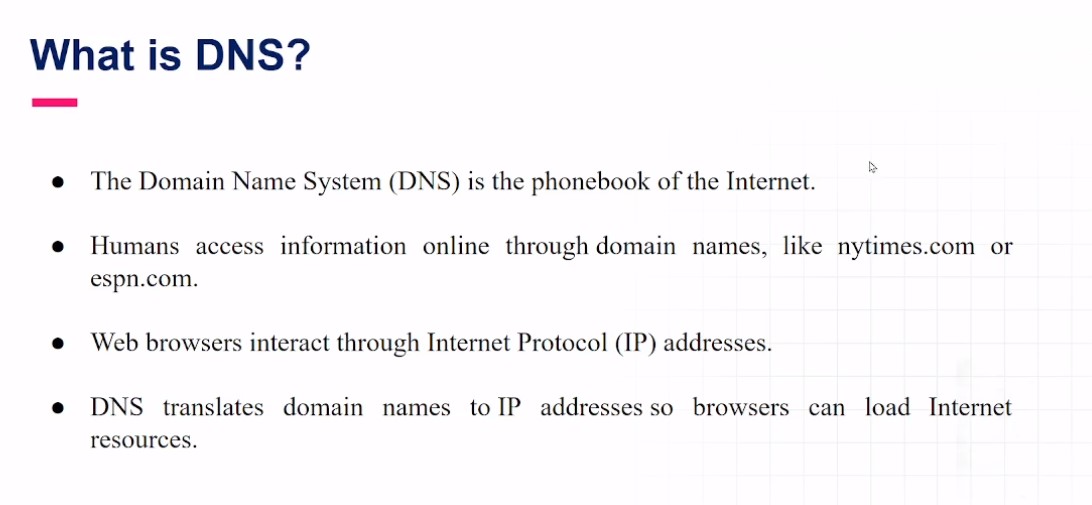 What is DNS?
● The Domain Name System (DNS) is the phonebook of the Internet.
● Humans access information online through domain names, like nytimes.com or
espn.com.
● Web browsers interact through Internet Protocol (IP) addresses.
● DNS translates domain names to IP addresses so browsers can load Internet
resources.